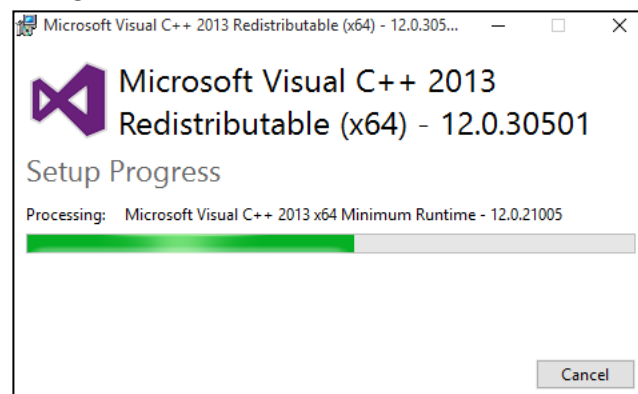 Microsoft Visual C++ 2013 Redistributable (x64) - 12.0.305...
Microsoft Visual C++ 2013
Redistributable (x64) - 12.0.30501
Setup Progress
Processing: Microsoft Visual C++ 2013 x64 Minimum Runtime - 12.0.21005
Cancel